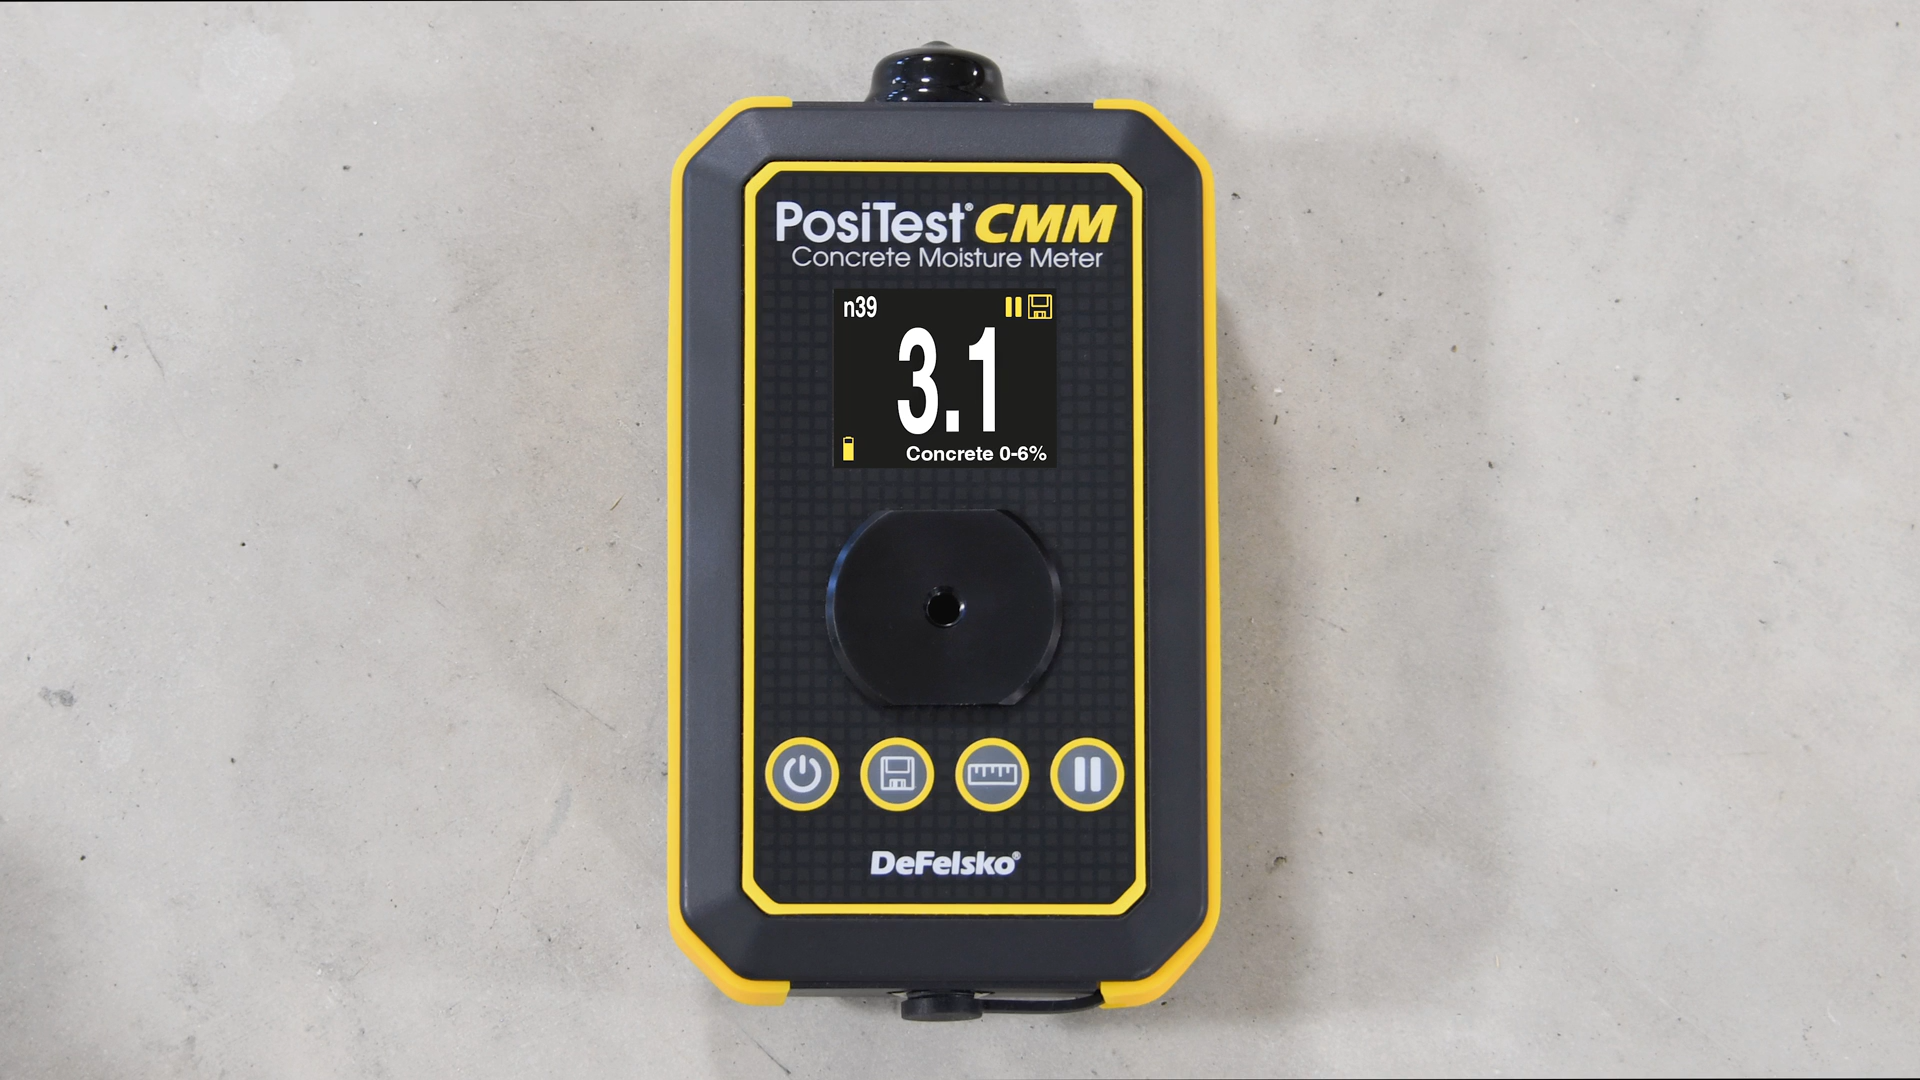 PosiTest® CMM
Concrete Moisture Meter
n39
3.1
Concrete 0-6%
DeFelsko®